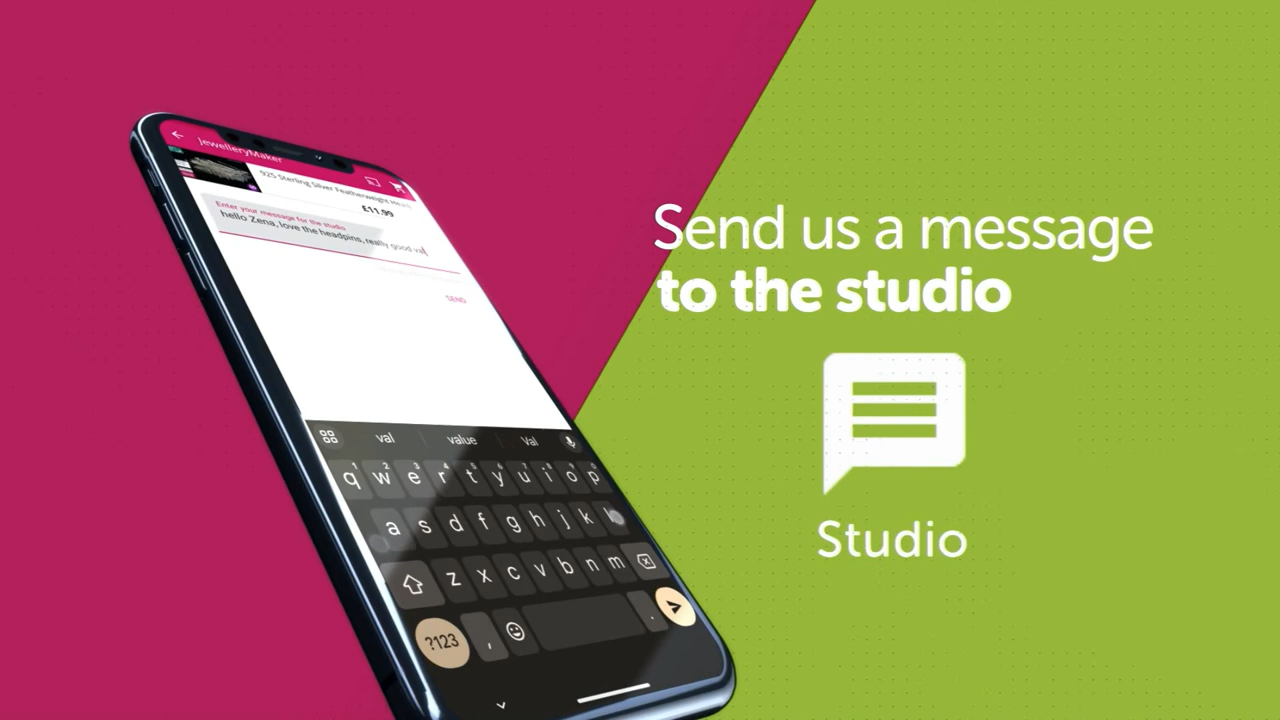 JewelleryMaker
925 Sterling Silver Featherweight
£11.99
Enter your message for the studio
hello Zena, love the headpins, really good val
SEND
Send us a message
to the studio
Studio
val value Val
q w e r t y u i o p
a s d f g h j k l
z x c v b n m
?123 , .